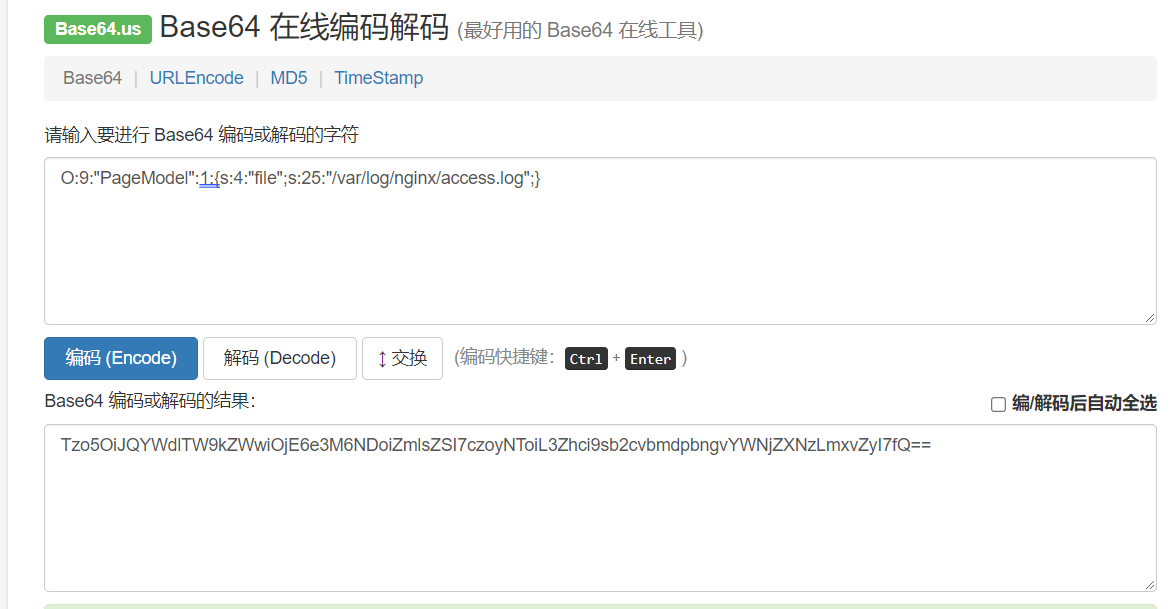 Base64.us Base64 在线编码解码 (最好用的 Base64 在线工具)
Base64 | URLEncode | MD5 | TimeStamp
请输入要进行 Base64 编码或解码的字符
O:9:"PageModel":1:{s:4:"file";s:25:"/var/log/nginx/access.log";}
编码 (Encode) 解码 (Decode) ↕ 交换 (编码快捷键: Ctrl + Enter )
Base64 编码或解码的结果:
编/解码后自动全选
Tzo5OiJQYWdlTW9kZWwiOjE6e3M6NDoiZmlsZSI7czoyNToiL3Zhci9sb2cvbmdpbngvYWNjZXNzLmxvZyI7fQ==